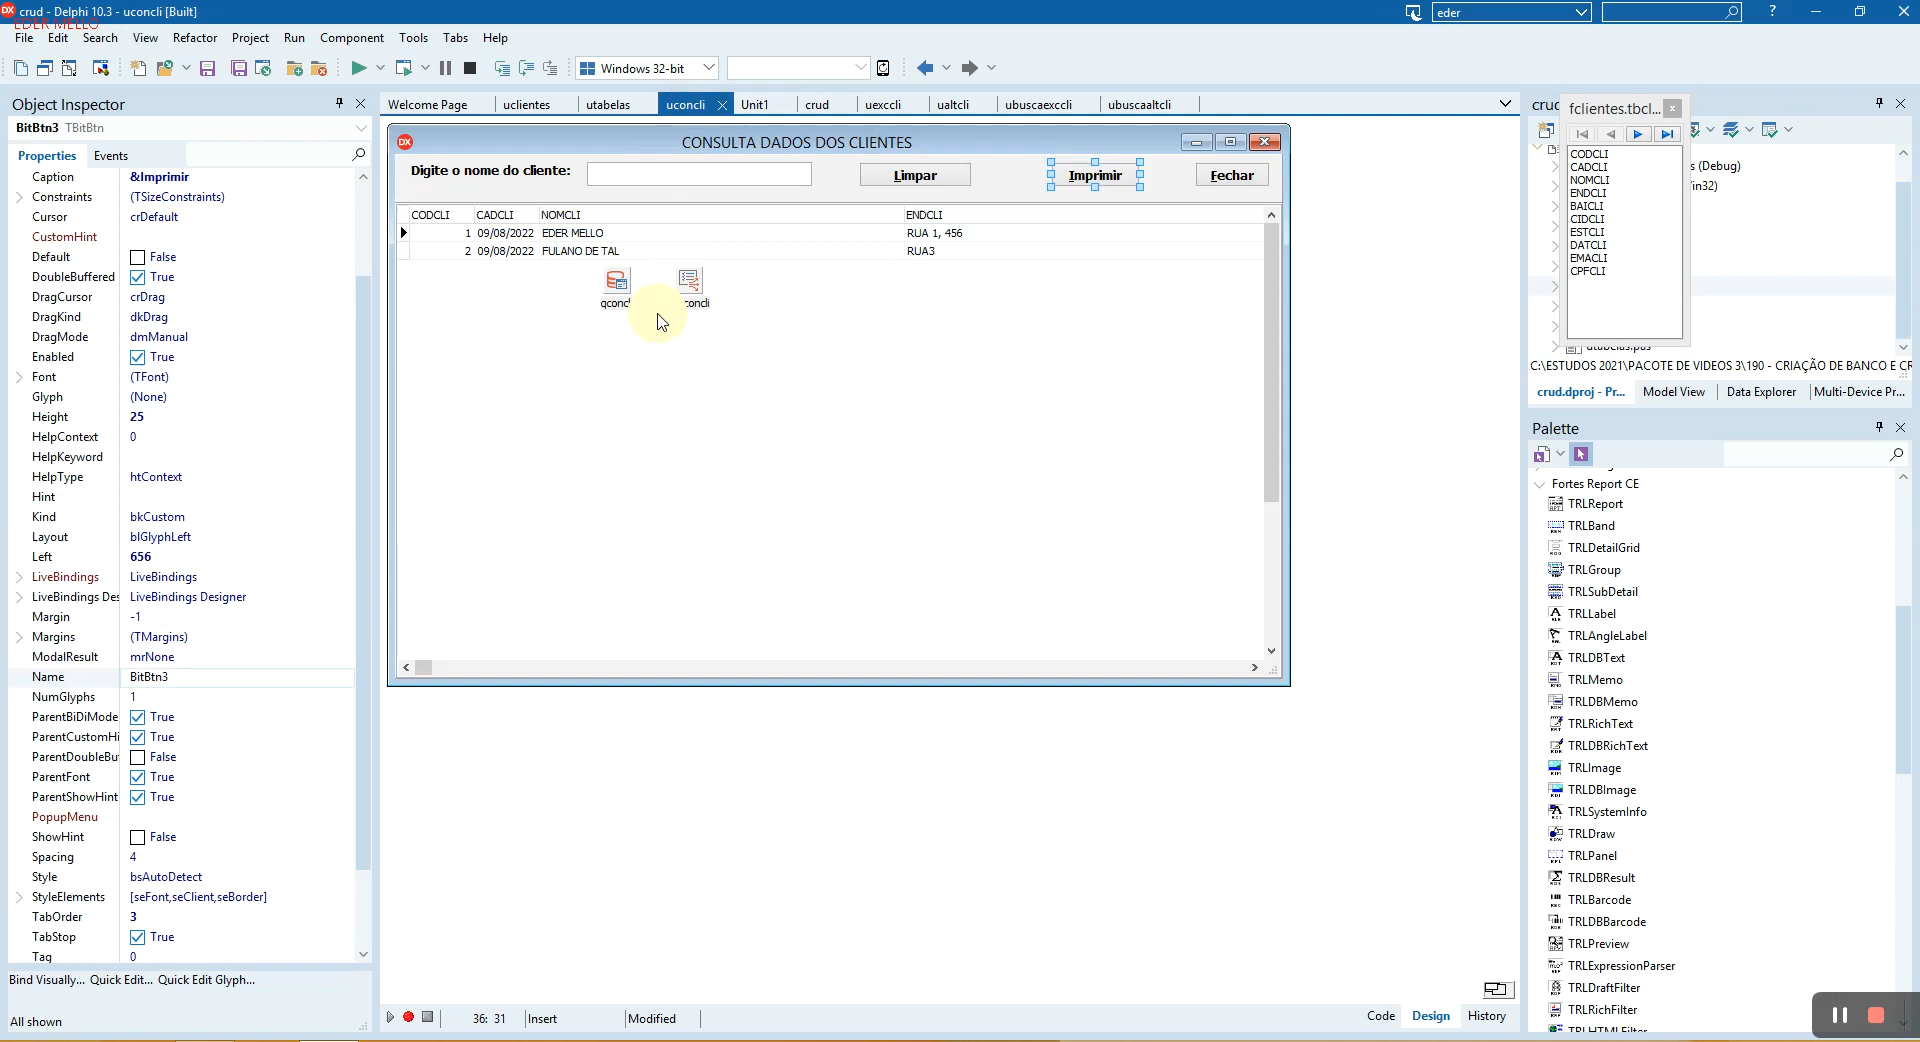 crud - Delphi 10.3 - uconcli [Built]
eder
EDER MELLO
File Edit Search View Refactor Project Run Component Tools Tabs Help
Windows 32-bit
Object Inspector
BitBtn3 TBitBtn
Properties Events
Caption &Imprimir
Constraints (TSizeConstraints)
Cursor crDefault
CustomHint
Default False
DoubleBuffered True
DragCursor crDrag
DragKind dkDrag
DragMode dmManual
Enabled True
Font (TFont)
Glyph (None)
Height 25
HelpContext 0
HelpKeyword
HelpType htContext
Hint
Kind bkCustom
Layout blGlyphLeft
Left 656
LiveBindings LiveBindings
LiveBindings Des LiveBindings Designer
Margin -1
Margins (TMargins)
ModalResult mrNone
Name BitBtn3
NumGlyphs 1
ParentBiDiMode True
ParentCustomHi True
ParentDoubleBu False
ParentFont True
ParentShowHint True
PopupMenu
ShowHint False
Spacing 4
Style bsAutoDetect
StyleElements [seFont,seClient,seBorder]
TabOrder 3
TabStop True
Tag 0
Bind Visually... Quick Edit... Quick Edit Glyph...
All shown
Welcome Page uclientes utabelas uconcli Unit1 crud uexccli ualtcli ubuscaexccli ubuscaaltcli
CONSULTA DADOS DOS CLIENTES
Digite o nome do cliente: Limpar Imprimir Fechar
CODCLI CADCLI NOMCLI ENDCLI
1 09/08/2022 EDER MELLO RUA 1, 456
2 09/08/2022 FULANO DE TAL RUA3
qconcl concli
36: 31 Insert Modified
Code Design History
fclientes.tbcl...
CODCLI
CADCLI
NOMCLI
ENDCLI
BAICLI
CIDCLI
ESTCLI
DATCLI
EMACLI
CPFCLI
s (Debug)
in32)
C:\ESTUDOS 2021\PACOTE DE VIDEOS 3\190 - CRIAÇÃO DE BANCO E CR
crud.dproj - Pr... Model View Data Explorer Multi-Device Pr...
Palette
Fortes Report CE
TRLReport
TRLBand
TRLDetailGrid
TRLGroup
TRLSubDetail
TRLLabel
TRLAngleLabel
TRLDBText
TRLMemo
TRLDBMemo
TRLRichText
TRLDBRichText
TRLImage
TRLDBImage
TRLSystemInfo
TRLDraw
TRLPanel
TRLDBResult
TRLBarcode
TRLDBBarcode
TRLPreview
TRLExpressionParser
TRLDraftFilter
TRLRichFilter